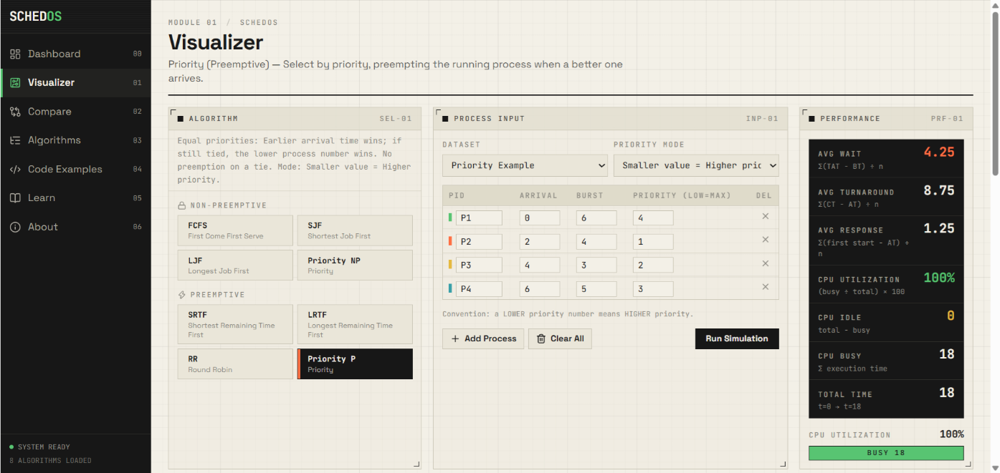 SCHEDOS
Dashboard 00
Visualizer 01
Compare 02
Algorithms 03
Code Examples 04
Learn 05
About 06
SYSTEM READY
8 ALGORITHMS LOADED
MODULE 01 / SCHEDOS
Visualizer
Priority (Preemptive) — Select by priority, preempting the running process when a better one
arrives.
ALGORITHM SEL-01
Equal priorities: Earlier arrival time wins; if
still tied, the lower process number wins. No
preemption on a tie. Mode: Smaller value = Higher
priority.
NON-PREEMPTIVE
FCFS
First Come First Serve
SJF
Shortest Job First
LJF
Longest Job First
Priority NP
Priority
PREEMPTIVE
SRTF
Shortest Remaining Time
First
LRTF
Longest Remaining Time
First
RR
Round Robin
Priority P
Priority
PROCESS INPUT INP-01
DATASET PRIORITY MODE
Priority Example Smaller value = Higher pric
PID ARRIVAL BURST PRIORITY (LOW=MAX) DEL
P1 0 6 4
P2 2 4 1
P3 4 3 2
P4 6 5 3
Convention: a LOWER priority number means HIGHER priority.
+ Add Process Clear All Run Simulation
PERFORMANCE PRF-01
AVG WAIT 4.25
Σ(TAT - BT) ÷ n
AVG TURNAROUND 8.75
Σ(CT - AT) ÷ n
AVG RESPONSE 1.25
Σ(first start - AT) ÷
n
CPU UTILIZATION 100%
(busy ÷ total) × 100
CPU IDLE 0
total - busy
CPU BUSY 18
Σ execution time
TOTAL TIME 18
t=0 → t=18
CPU UTILIZATION 100%
BUSY 18